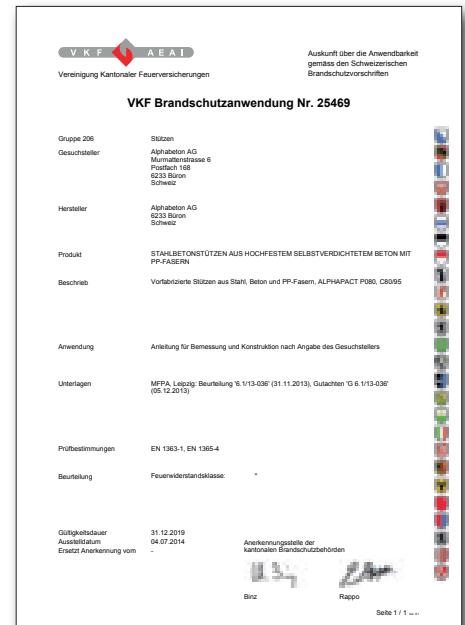 VKF AEAI
Vereinigung Kantonaler Feuerversicherungen
Auskunft über die Anwendbarkeit
gemäss den Schweizerischen
Brandschutzvorschriften
VKF Brandschutzanwendung Nr. 25469
Gruppe 206 Stützen
Gesuchsteller Alphabeton AG
Murmattenstrasse 6
Postfach 168
6233 Büron
Schweiz
Hersteller Alphabeton AG
6233 Büron
Schweiz
Produkt STAHLBETONSTÜTZEN AUS HOCHFESTEM SELBSTVERDICHTETEM BETON MIT
PP-FASERN
Beschrieb Vorfabrizierte Stützen aus Stahl, Beton und PP-Fasern, ALPHAPACT P080, C80/95
Anwendung Anleitung für Bemessung und Konstruktion nach Angabe des Gesuchstellers
Unterlagen MFPA, Leipzig: Beurteilung '6.1/13-036' (31.11.2013), Gutachten 'G 6.1/13-036'
(05.12.2013)
Prüfbestimmungen EN 1363-1, EN 1365-4
Beurteilung Feuerwiderstandsklasse: *
Gültigkeitsdauer 31.12.2019
Ausstelldatum 04.07.2014
Ersetzt Anerkennung vom -
Anerkennungsstelle der
kantonalen Brandschutzbehörden
Binz Rappo
Seite 1 / 1